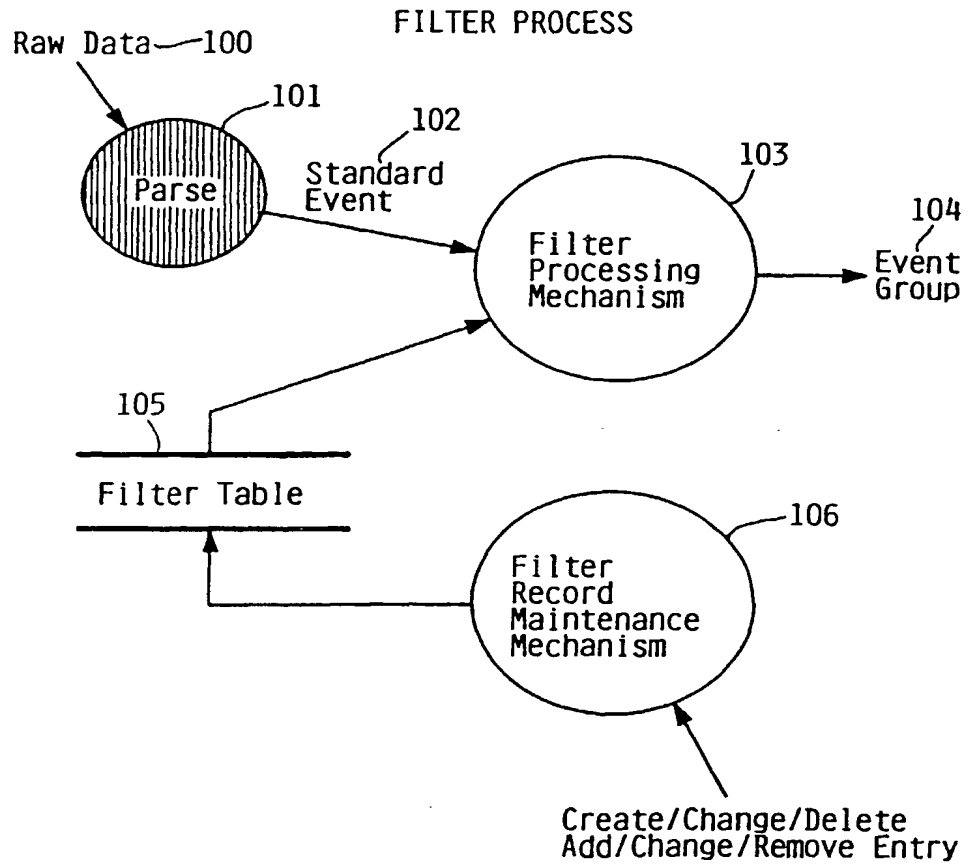 FILTER PROCESS
Raw Data 100
101
Parse
102
Standard
Event
103
Filter
Processing
Mechanism
104
Event
Group
105
Filter Table
106
Filter
Record
Maintenance
Mechanism
Create/Change/Delete
Add/Change/Remove Entry